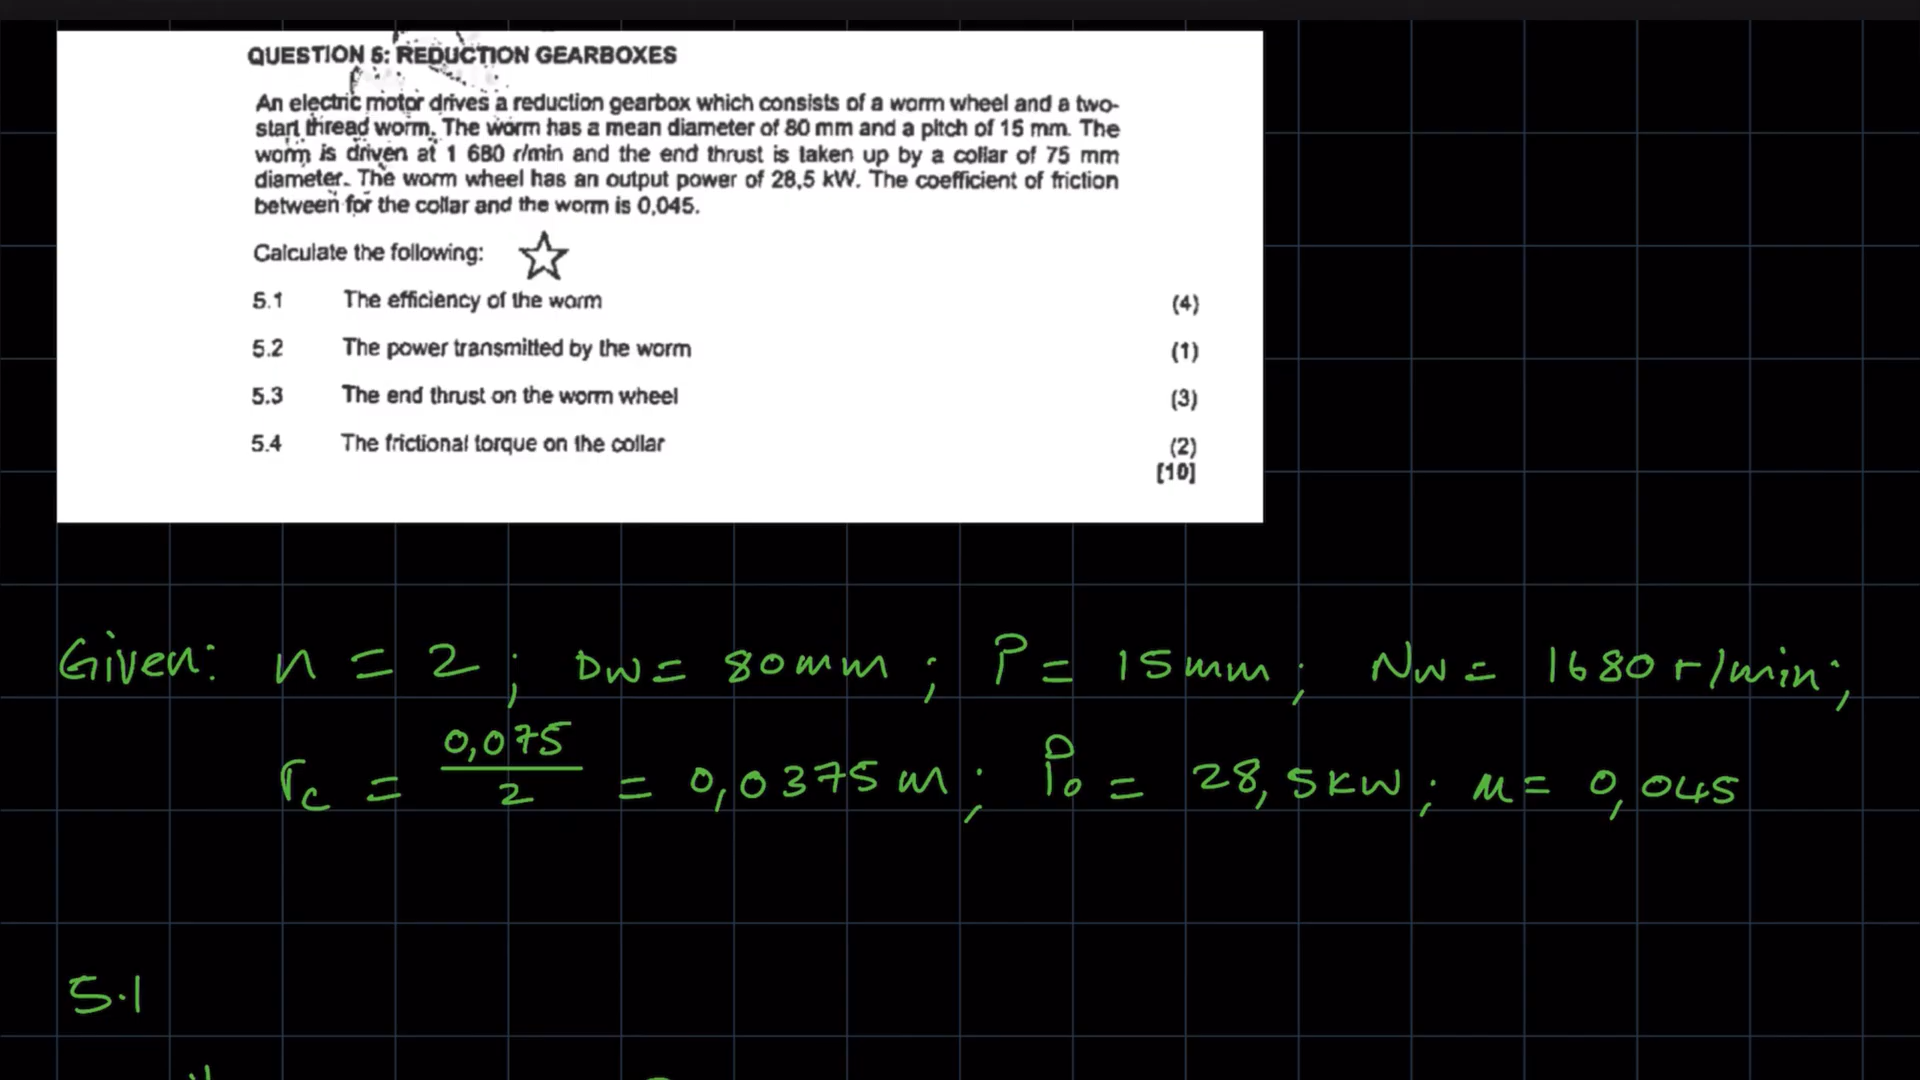 QUESTION 5: REDUCTION GEARBOXES
An electric motor drives a reduction gearbox which consists of a worm wheel and a two-
start thread worm. The worm has a mean diameter of 80 mm and a pitch of 15 mm. The
worm is driven at 1 680 r/min and the end thrust is taken up by a collar of 75 mm
diameter. The worm wheel has an output power of 28,5 kW. The coefficient of friction
between for the collar and the worm is 0,045.
Calculate the following:
5.1 The efficiency of the worm (4)
5.2 The power transmitted by the worm (1)
5.3 The end thrust on the worm wheel (3)
5.4 The frictional torque on the collar (2)
[10]
Given: n = 2 ; Dw = 80mm ; P = 15mm ; Nw = 1680 r/min ;
rc = 0,075/2 = 0,0375m ; Po = 28,5kW ; μ = 0,045
5.1